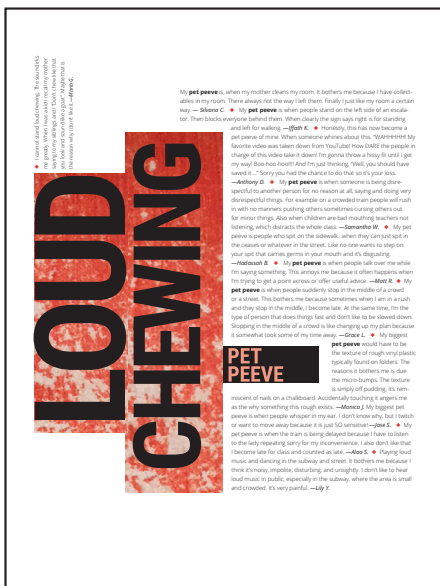 ◆ I cannot stand loud chewing. The sound irks
me greatly. When I was a kid I recall my mother
saying to my siblings and I "Don't chew like that
you look and sound like a goat". Maybe that is
the reason why I don't like it. —Maria G.
LOUD
CHEWING
My pet peeve is, when my mother cleans my room. It bothers me because I have collect-
ables in my room. There always not the way I left them. Finally I just like my room a certain
way. — Silvana C. ◆ My pet peeve is when people stand on the left side of an escala-
tor. Then blocks everyone behind them. When clearly the sign says right is for standing
and left for walking. —Iffath K. ◆ Honestly, this has now become a
pet peeve of mine. When someone whines about this. "WAHHHHH! My
favorite video was taken down from YouTube! How DARE the people in
charge of this video take it down! I'm gonna throw a hissy fit until I get
my way! Boo-hoo-hoo!!! And I'm just thinking, "Well, you should have
saved it..." Sorry you had the chance to do that so it's your loss.
—Anthony D. ◆ My pet peeve is when someone is being disre-
spectful to another person for no reason at all, saying and doing very
disrespectful things. For example on a crowded train people will rush
in with no manners pushing others sometimes cursing others out
for minor things. Also when children are bad mouthing teachers not
listening, which distracts the whole class. —Samantha W. ◆ My pet
peeve is people who spit on the sidewalk...when they can just spit in
the ceases or whatever in the street. Like no one wants to step on
your spit that carries germs in your mouth and it's disgusting.
—Hadassah B. ◆ My pet peeve is when people talk over me while
I'm saying something. This annoys me because it often happens when
I'm trying to get a point across or offer useful advice. —Matt R. ◆ My
pet peeve is when people suddenly stop in the middle of a crowd
or a street. This bothers me because sometimes when I am in a rush
and they stop in the middle, I become late. At the same time, I'm the
type of person that does things fast and don't like to be slowed down.
Stopping in the middle of a crowd is like changing up my plan because
it somewhat took some of my time away. —Grace L. ◆ My biggest
pet peeve would have to be
the texture of rough vinyl plastic
typically found on folders. The
reasons it bothers me is due
the micro-bumps. The texture
is simply off putting, it's rem-
PET
PEEVE
iniscent of nails on a chalkboard. Accidentally touching it angers me
as the why something this rough exists. —Monica J. My biggest pet
peeve is when people whisper in my ear. I don't know why, but I twitch
or want to move away because it is just SO sensitive! —Jose S. ◆ My
pet peeve is when the train is being delayed because I have to listen
to the lady repeating sorry for my inconvenience. I also don't like that
I become late for class and counted as late. —Alaa S. ◆ Playing loud
music and dancing in the subway and street. It bothers me because I
think it's noisy, impolite, disturbing, and unsightly. I don't like to hear
loud music in public, especially in the subway, where the area is small
and crowded. It's very painful. —Lily Y.